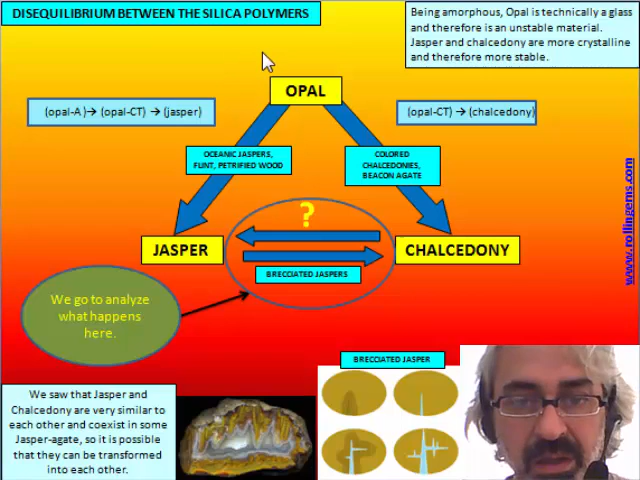 DISEQUILIBRIUM BETWEEN THE SILICA POLYMERS
Being amorphous, Opal is technically a glass
and therefore is an unstable material.
Jasper and chalcedony are more crystalline
and therefore more stable.
OPAL
(opal-A)→ (opal-CT) → (jasper)
(opal-CT) → (chalcedony)
OCEANIC JASPERS,
FLINT, PETRIFIED WOOD
COLORED
CHALCEDONIES,
BEACON AGATE
www.rollingems.com
?
JASPER
CHALCEDONY
BRECCIATED JASPERS
We go to analyze
what happens
here.
BRECCIATED JASPER
We saw that Jasper and
Chalcedony are very similar to
each other and coexist in some
Jasper-agate, so it is possible
that they can be transformed
into each other.